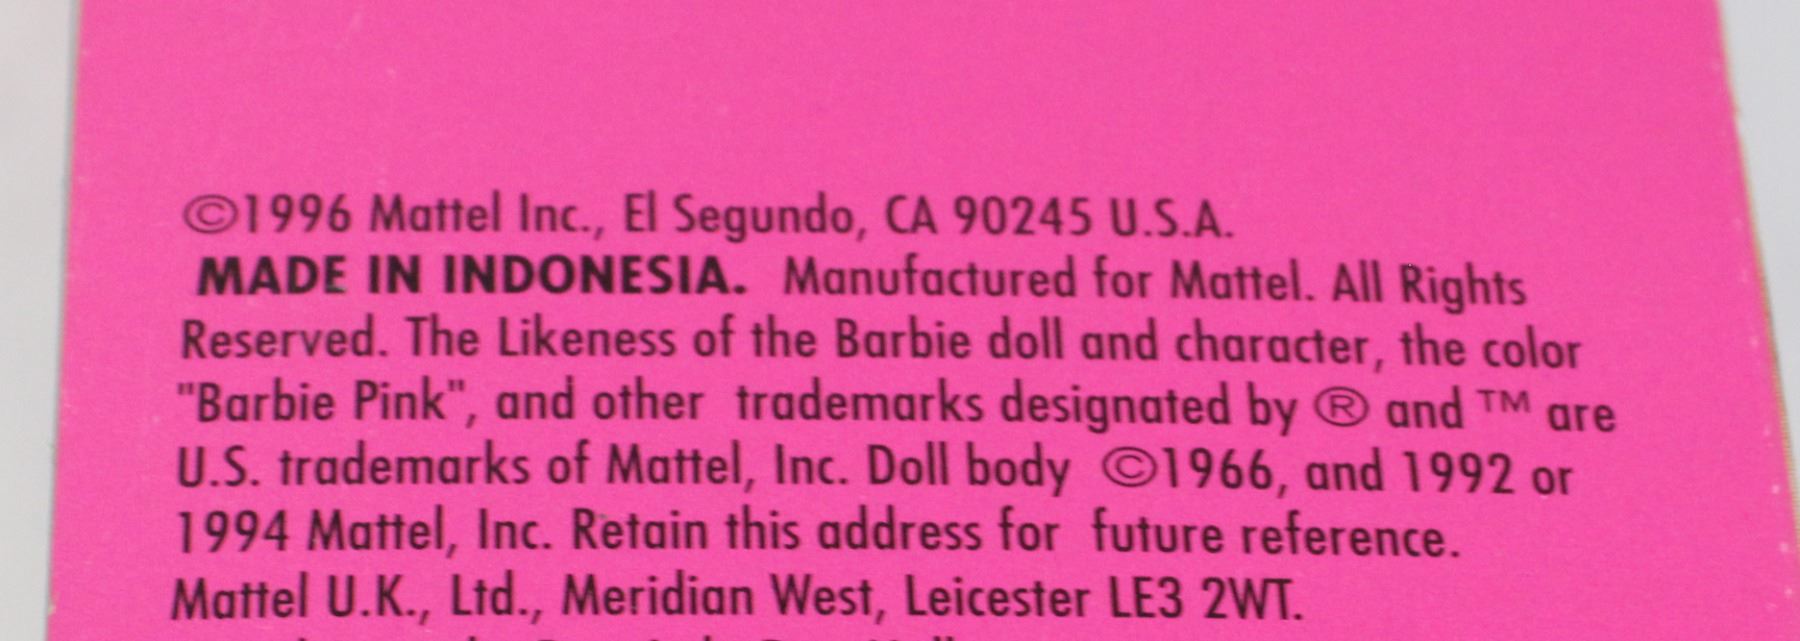 ©1996 Mattel Inc., El Segundo, CA 90245 U.S.A.
MADE IN INDONESIA. Manufactured for Mattel. All Rights
Reserved. The Likeness of the Barbie doll and character, the color
"Barbie Pink", and other trademarks designated by ® and ™ are
U.S. trademarks of Mattel, Inc. Doll body ©1966, and 1992 or
1994 Mattel, Inc. Retain this address for future reference.
Mattel U.K., Ltd., Meridian West, Leicester LE3 2WT.